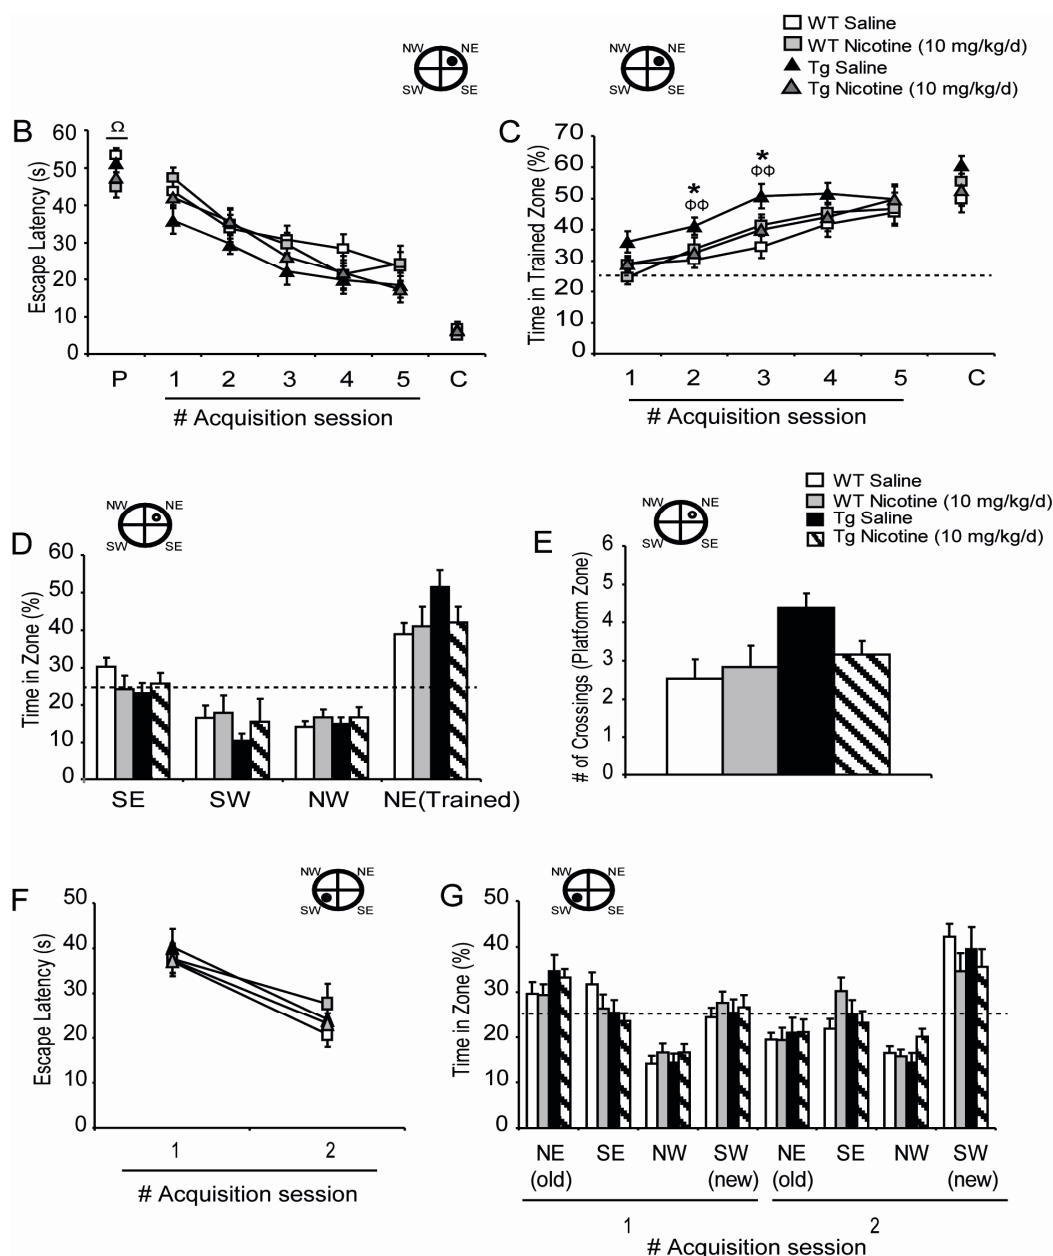 WT Saline
WT Nicotine (10 mg/kg/d)
Tg Saline
Tg Nicotine (10 mg/kg/d)
NW NE
SW SE
NW NE
SW SE
B
Escape Latency (s)
60
50
40
30
20
10
0
Ω
P 1 2 3 4 5 C
# Acquisition session
C
Time in Trained Zone (%)
70
60
50
40
30
20
10
0
*
ΦΦ
*
ΦΦ
1 2 3 4 5 C
# Acquisition session
WT Saline
WT Nicotine (10 mg/kg/d)
Tg Saline
Tg Nicotine (10 mg/kg/d)
D
NW NE
SW SE
Time in Zone (%)
60
50
40
30
20
10
0
SE SW NW NE(Trained)
E
NW NE
SW SE
# of Crossings (Platform Zone)
6
5
4
3
2
1
0
F
NW NE
SW SE
Escape Latency (s)
50
40
30
20
10
0
1 2
# Acquisition session
G
NW NE
SW SE
Time in Zone (%)
50
40
30
20
10
0
NE SE NW SW NE SE NW SW
(old) (new) (old) (new)
1 2
# Acquisition session